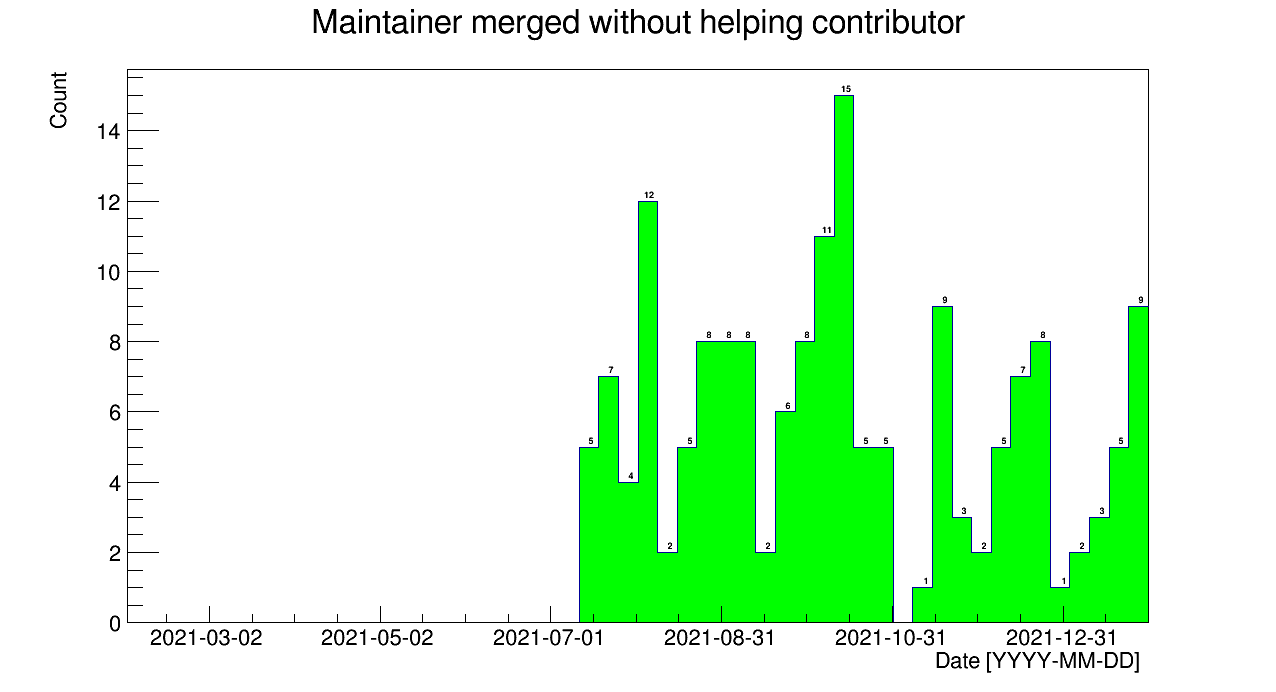 Maintainer merged without helping contributor
Count
14
12
10
8
6
4
2
0
5 7 4 12 2 5 8 8 8 2 6 8 11 15 5 5 1 9 3 2 5 7 8 1 2 3 5 9
2021-03-02 2021-05-02 2021-07-01 2021-08-31 2021-10-31 2021-12-31
Date [YYYY-MM-DD]